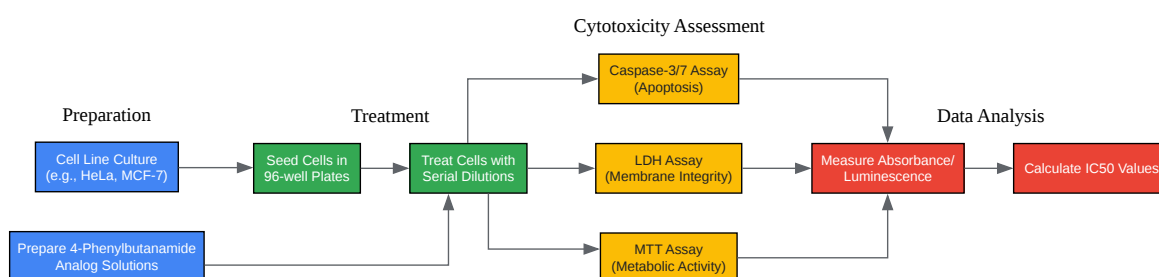 Cytotoxicity Assessment
Caspase-3/7 Assay
(Apoptosis)
Preparation
Treatment
Data Analysis
Cell Line Culture
(e.g., HeLa, MCF-7)
Seed Cells in
96-well Plates
Treat Cells with
Serial Dilutions
LDH Assay
(Membrane Integrity)
Measure Absorbance/
Luminescence
Calculate IC50 Values
Prepare 4-Phenylbutanamide
Analog Solutions
MTT Assay
(Metabolic Activity)